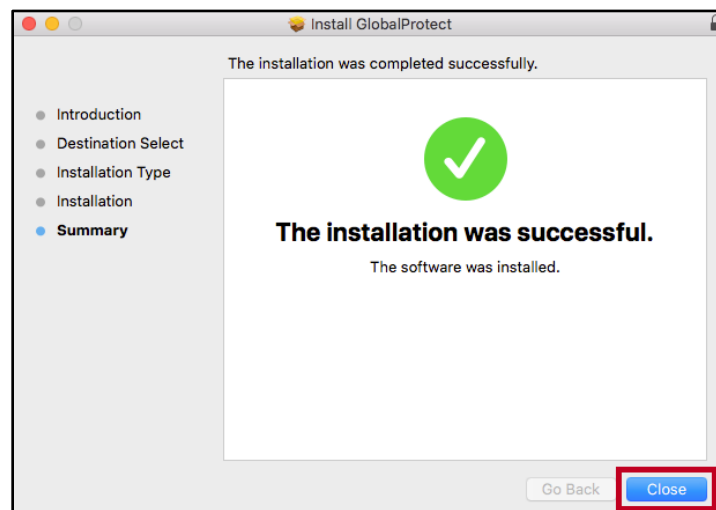 Install GlobalProtect
The installation was completed successfully.
Introduction
Destination Select
Installation Type
Installation
Summary
The installation was successful.
The software was installed.
Go Back
Close